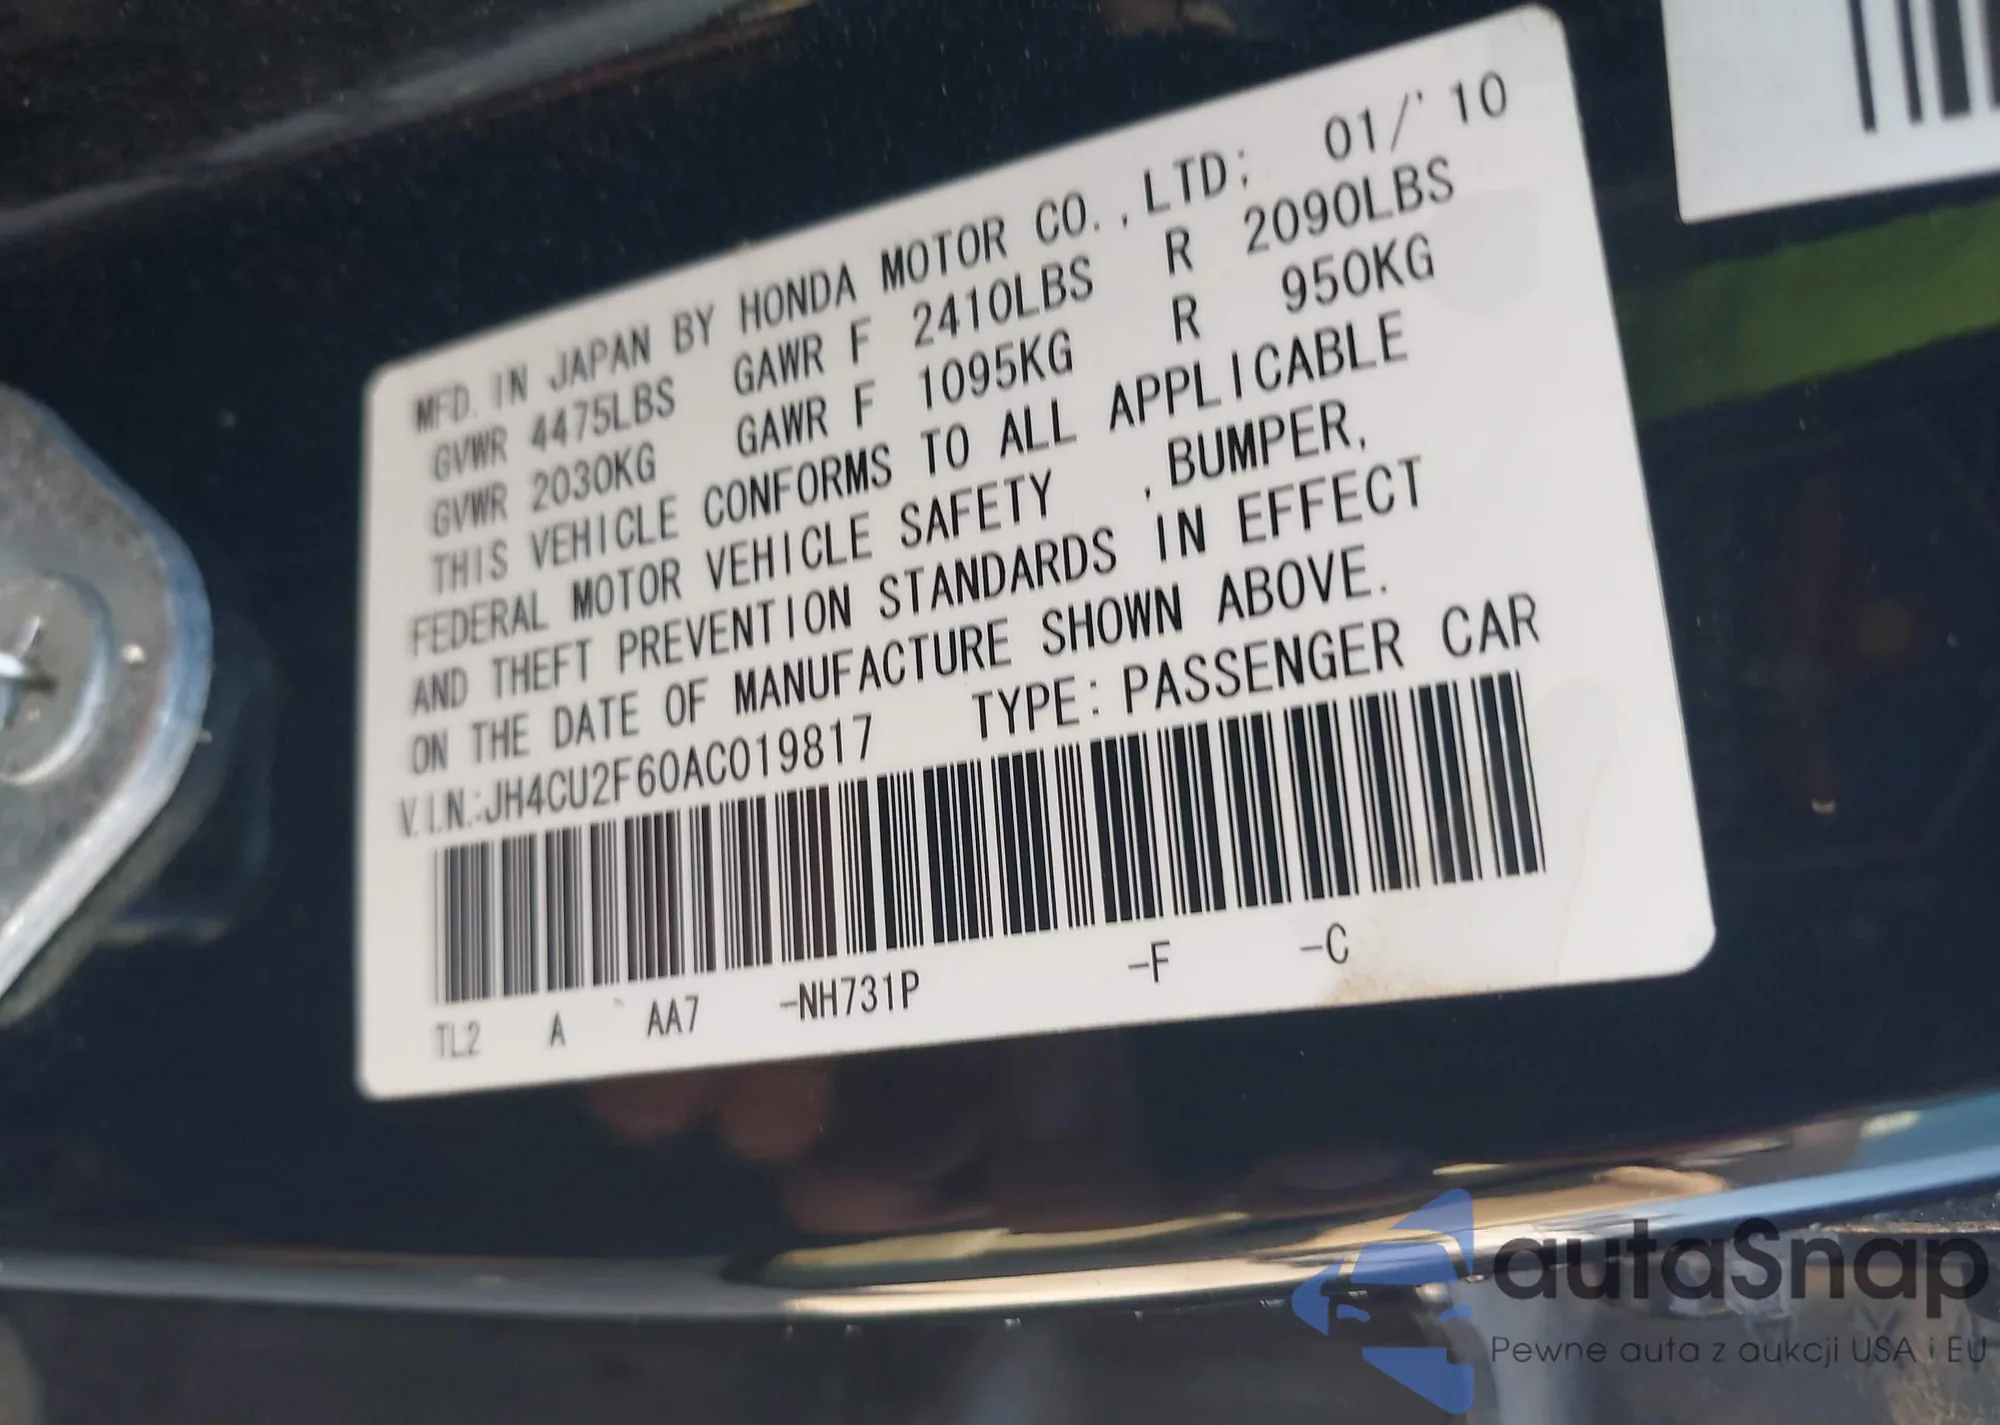 MFD. IN JAPAN BY HONDA MOTOR CO.,LTD; 01/'10
GVWR 4475LBS GAWR F 2410LBS R 2090LBS
GVWR 2030KG GAWR F 1095KG R 950KG
THIS VEHICLE CONFORMS TO ALL APPLICABLE
FEDERAL MOTOR VEHICLE SAFETY ,BUMPER,
AND THEFT PREVENTION STANDARDS IN EFFECT
ON THE DATE OF MANUFACTURE SHOWN ABOVE.
V.I.N.:JH4CU2F60AC019817 TYPE: PASSENGER CAR
TL2 A AA7 -NH731P -F -C
autaSnap
Pewne auta z aukcji USA i EU